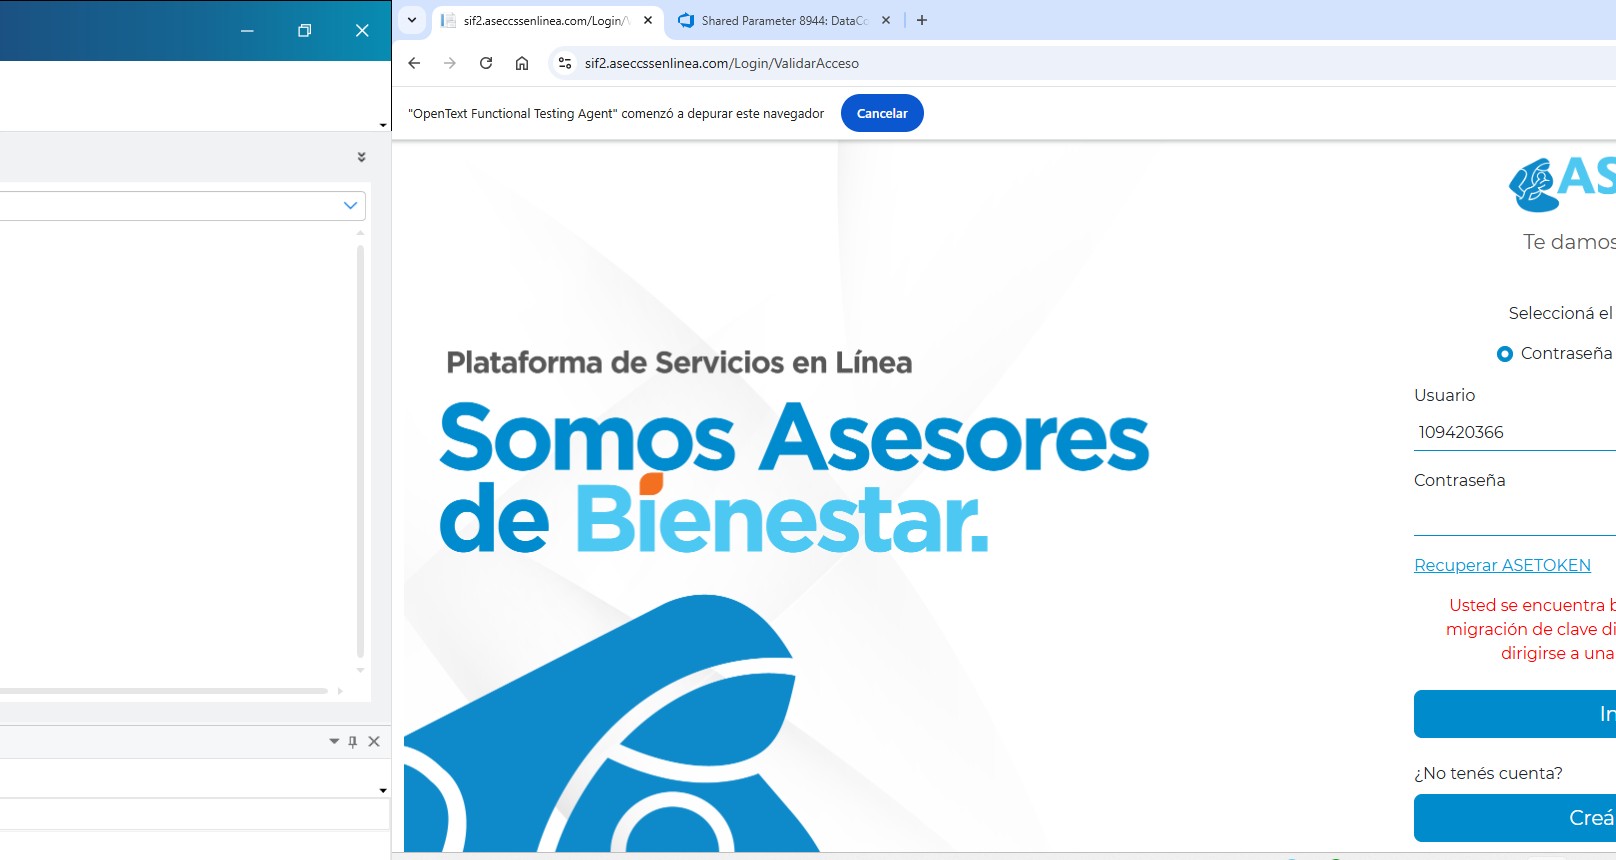 sif2.aseccssenlinea.com/Login/V
Shared Parameter 8944: DataCo
sif2.aseccssenlinea.com/Login/ValidarAcceso
"OpenText Functional Testing Agent" comenzó a depurar este navegador
Cancelar
AS
Te damos
Seleccioná el
Contraseña
Plataforma de Servicios en Línea
Somos Asesores
de Bienestar.
Usuario
109420366
Contraseña
Recuperar ASETOKEN
Usted se encuentra b
migración de clave di
dirigirse a una
In
¿No tenés cuenta?
Creá